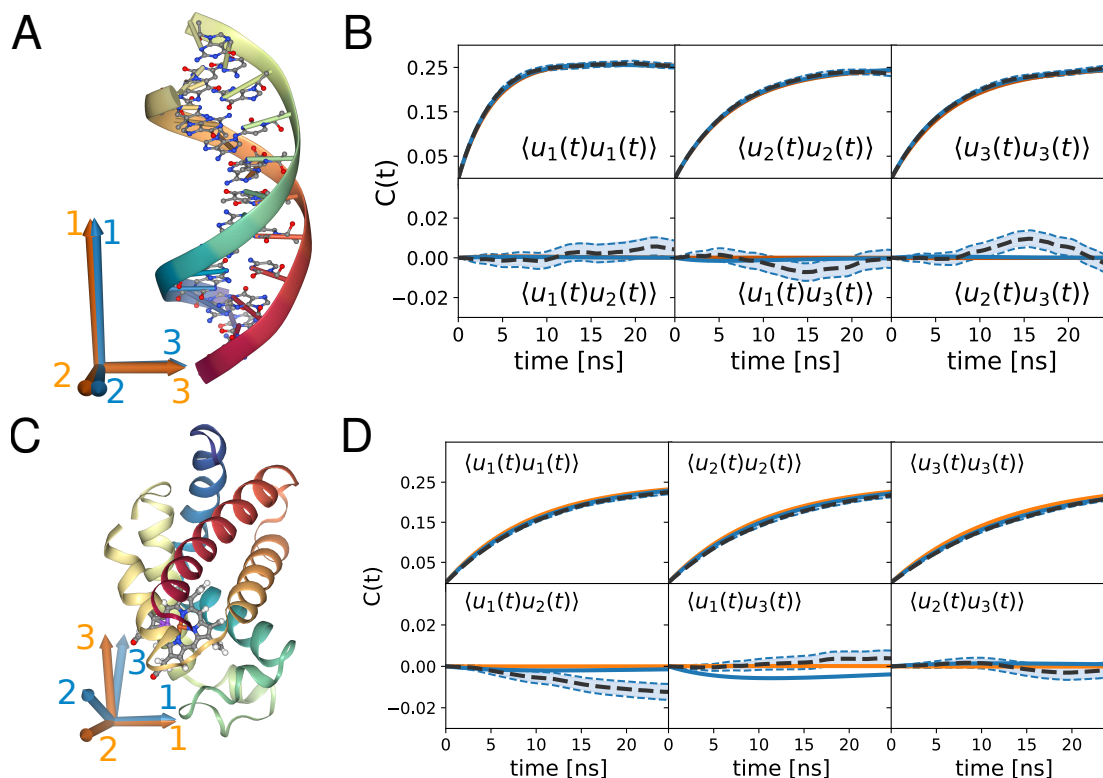 A
1
1
3
2
2
3
B
C(t)
0.25
0.15
0.05
⟨u₁(t)u₁(t)⟩
⟨u₂(t)u₂(t)⟩
⟨u₃(t)u₃(t)⟩
0.02
0.00
−0.02
⟨u₁(t)u₂(t)⟩
⟨u₁(t)u₃(t)⟩
⟨u₂(t)u₃(t)⟩
0 5 10 15 20
0 5 10 15 20
0 5 10 15 20
time [ns]
time [ns]
time [ns]
C
3
3
2
1
2
1
D
C(t)
⟨u₁(t)u₁(t)⟩
⟨u₂(t)u₂(t)⟩
⟨u₃(t)u₃(t)⟩
0.25
0.15
0.05
⟨u₁(t)u₂(t)⟩
⟨u₁(t)u₃(t)⟩
⟨u₂(t)u₃(t)⟩
0.02
0.00
−0.02
0 5 10 15 20
0 5 10 15 20
0 5 10 15 20
time [ns]
time [ns]
time [ns]